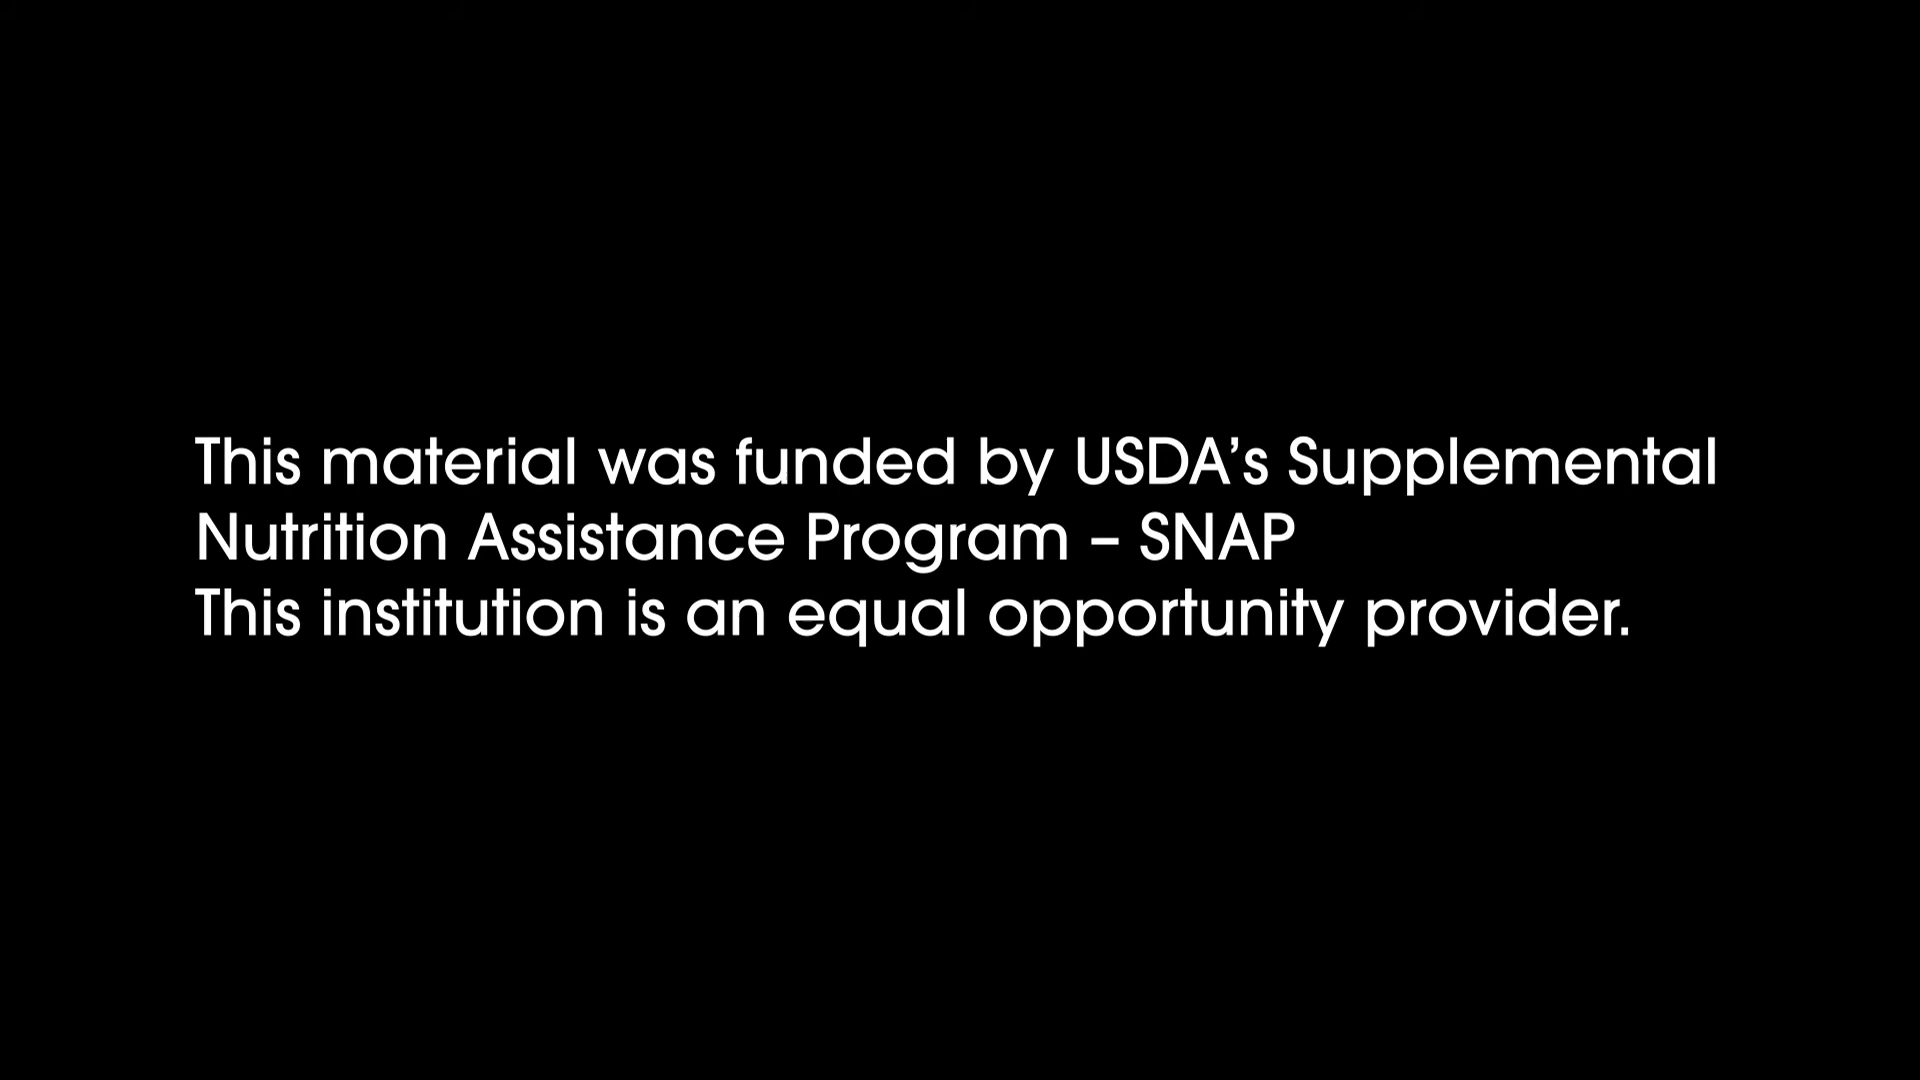 This material was funded by USDA’s Supplemental
Nutrition Assistance Program – SNAP
This institution is an equal opportunity provider.